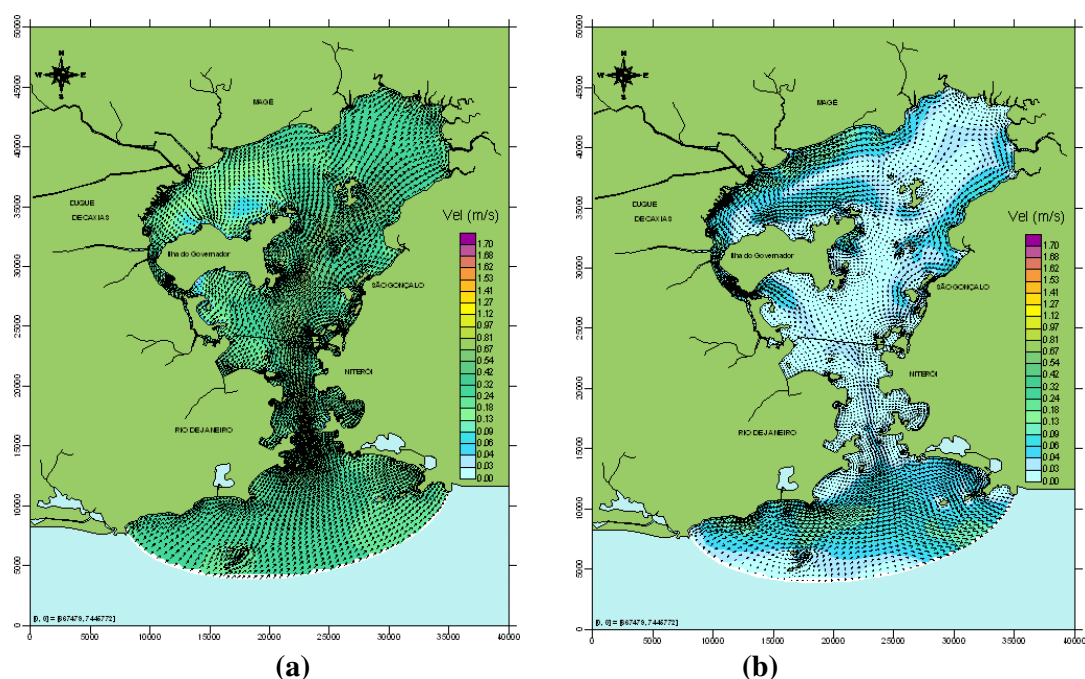 50000
45000
40000
35000
30000
25000
20000
15000
10000
5000
0
N
W
E
S
MAGÉ
DUQUE
DE CAXIAS
Ilha do Governador
SÃO GONÇALO
NITERÓI
RIO DE JANEIRO
Vel (m/s)
1.70
1.68
1.62
1.53
1.41
1.27
1.12
0.97
0.81
0.67
0.54
0.42
0.32
0.24
0.18
0.13
0.09
0.06
0.04
0.03
0.00
[0, 0] = [667479, 7445772]
0 5000 10000 15000 20000 25000 30000 35000 40000
(a)
50000
45000
40000
35000
30000
25000
20000
15000
10000
5000
0
N
W
E
S
MAGÉ
DUQUE
DE CAXIAS
Ilha do Governador
SÃO GONÇALO
NITERÓI
RIO DE JANEIRO
Vel (m/s)
1.70
1.68
1.62
1.53
1.41
1.27
1.12
0.97
0.81
0.67
0.54
0.42
0.32
0.24
0.18
0.13
0.09
0.06
0.04
0.03
0.00
[0, 0] = [667479, 7445772]
0 5000 10000 15000 20000 25000 30000 35000 40000
(b)